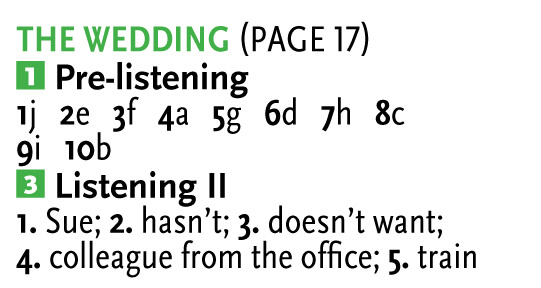 THE WEDDING (PAGE 17)
1 Pre-listening
1j 2e 3f 4a 5g 6d 7h 8c
9i 10b
3 Listening II
1. Sue; 2. hasn't; 3. doesn't want;
4. colleague from the office; 5. train